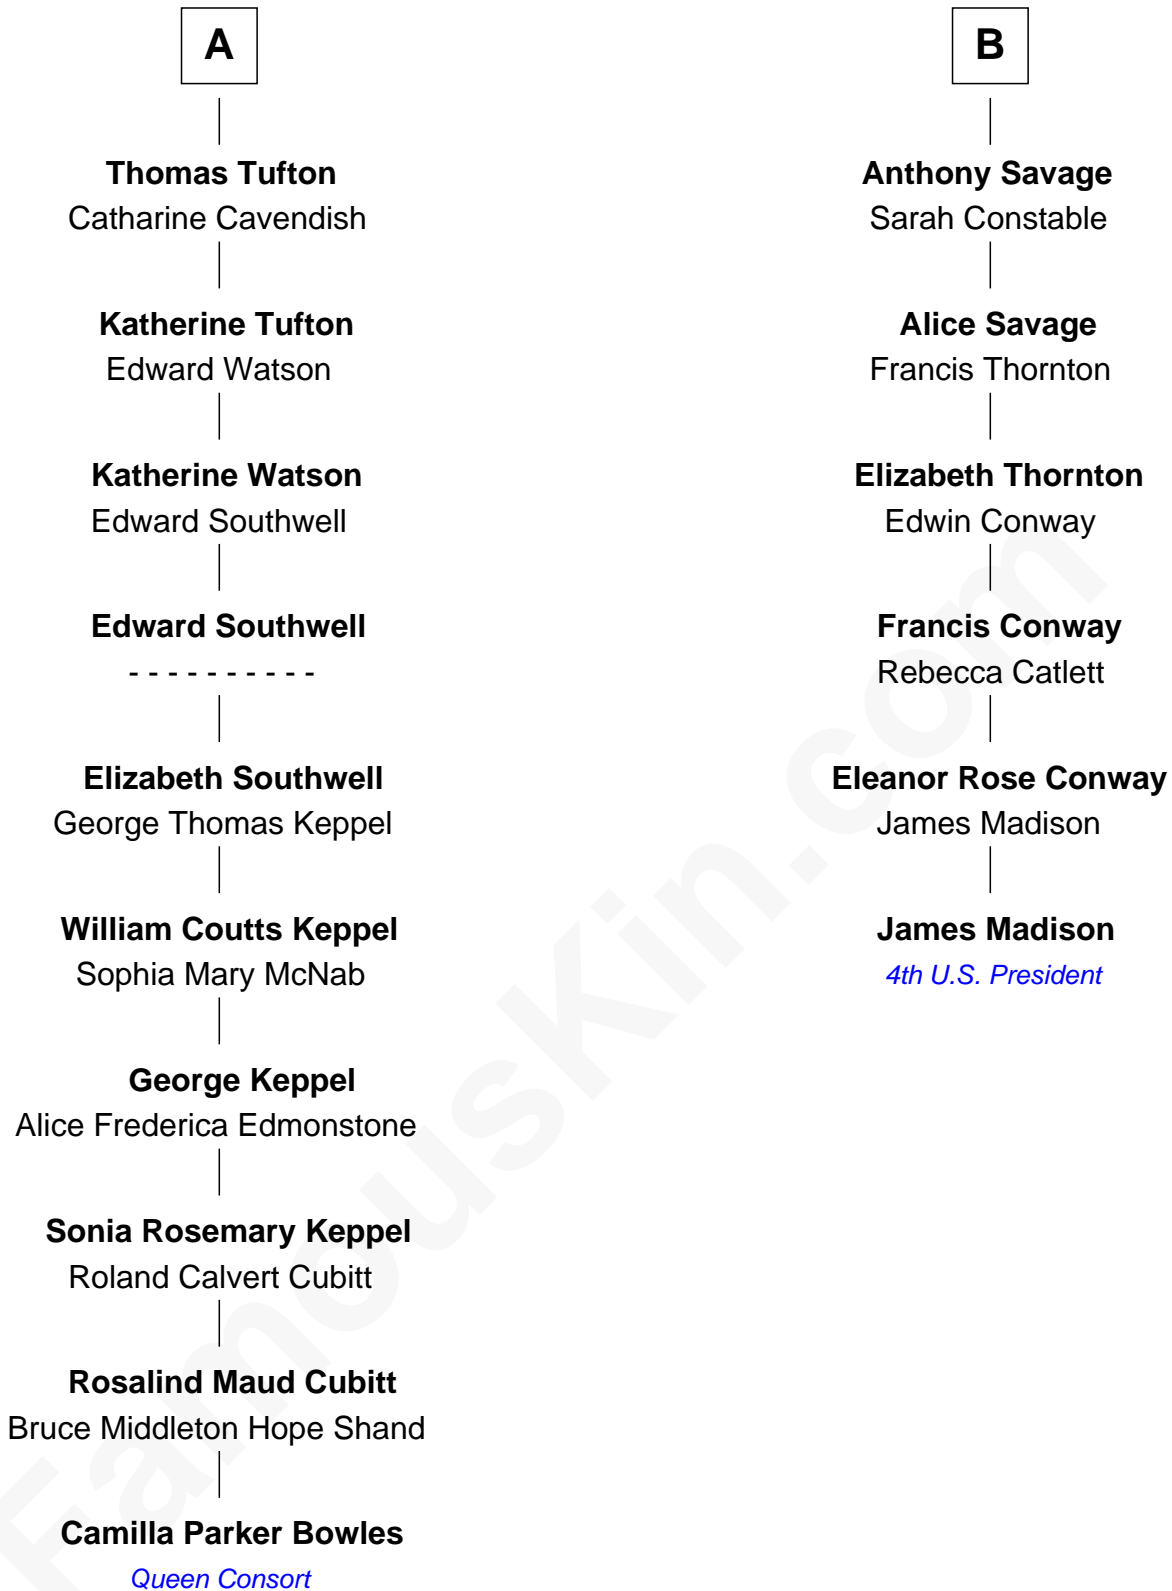 A
Thomas Tufton
Catharine Cavendish
Katherine Tufton
Edward Watson
Katherine Watson
Edward Southwell
Edward Southwell
- - - - - - - - - -
Elizabeth Southwell
George Thomas Keppel
William Coutts Keppel
Sophia Mary McNab
George Keppel
Alice Frederica Edmonstone
Sonia Rosemary Keppel
Roland Calvert Cubitt
Rosalind Maud Cubitt
Bruce Middleton Hope Shand
Camilla Parker Bowles
Queen Consort
B
Anthony Savage
Sarah Constable
Alice Savage
Francis Thornton
Elizabeth Thornton
Edwin Conway
Francis Conway
Rebecca Catlett
Eleanor Rose Conway
James Madison
James Madison
4th U.S. President
FamousKin.com